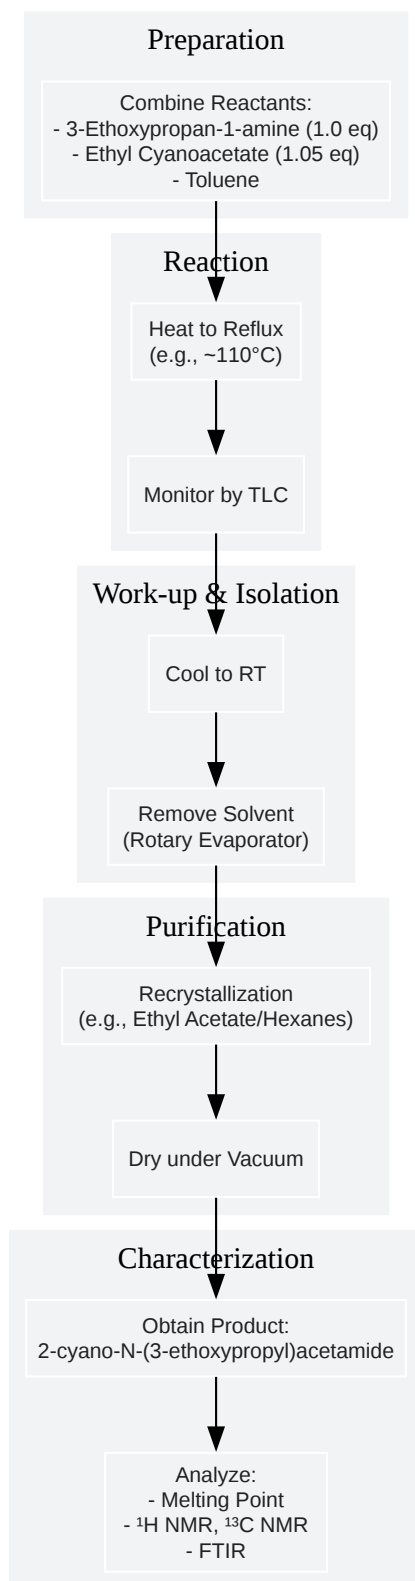 Preparation
Combine Reactants:
- 3-Ethoxypropan-1-amine (1.0 eq)
- Ethyl Cyanoacetate (1.05 eq)
- Toluene
Reaction
Heat to Reflux
(e.g., ~110°C)
Monitor by TLC
Work-up & Isolation
Cool to RT
Remove Solvent
(Rotary Evaporator)
Purification
Recrystallization
(e.g., Ethyl Acetate/Hexanes)
Dry under Vacuum
Characterization
Obtain Product:
2-cyano-N-(3-ethoxypropyl)acetamide
Analyze:
- Melting Point
- ¹H NMR, ¹³C NMR
- FTIR